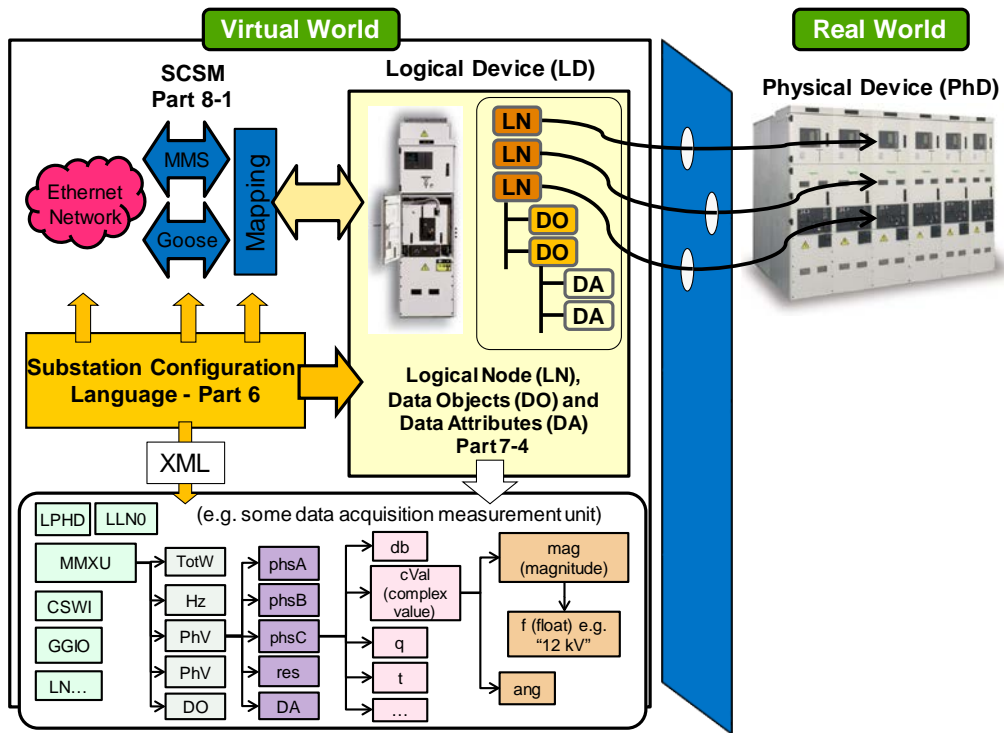 Virtual World
Real World
SCSM
Part 8-1
Logical Device (LD)
Physical Device (PhD)
LN
LN
LN
DO
DO
DA
DA
MMS
Ethernet
Network
Goose
Mapping
Substation Configuration
Language - Part 6
Logical Node (LN),
Data Objects (DO) and
Data Attributes (DA)
Part 7-4
XML
(e.g. some data acquisition measurement unit)
LPHD
LLN0
MMXU
CSWI
GGIO
LN...
TotW
Hz
PhV
PhV
DO
phsA
phsB
phsC
res
DA
db
cVal
(complex
value)
q
t
...
mag
(magnitude)
f (float) e.g.
“12 kV”
ang